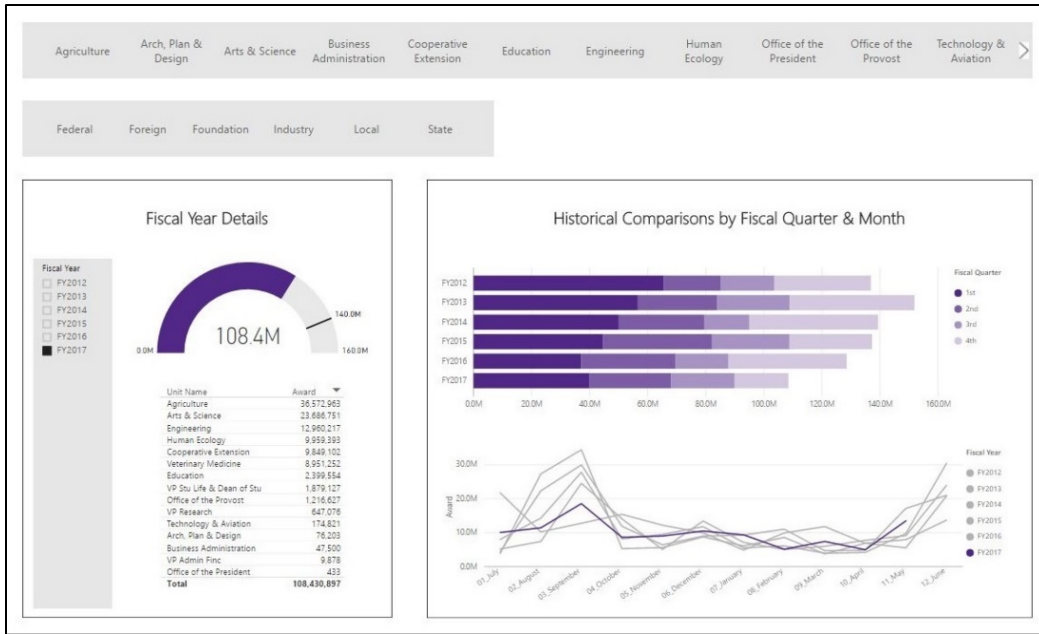 Agriculture
Arch, Plan &
Design
Arts & Science
Business
Administration
Cooperative
Extension
Education
Engineering
Human
Ecology
Office of the
President
Office of the
Provost
Technology &
Aviation
Federal
Foreign
Foundation
Industry
Local
State
Fiscal Year Details
Fiscal Year
FY2012
FY2013
FY2014
FY2015
FY2016
FY2017
108.4M
0.0M
140.0M
160.0M
Unit Name Award
Agriculture 36,572,963
Arts & Science 23,686,751
Engineering 12,960,217
Human Ecology 9,959,393
Cooperative Extension 9,849,102
Veterinary Medicine 8,951,252
Education 2,399,554
VP Stu Life & Dean of Stu 1,879,127
Office of the Provost 1,216,627
VP Research 647,076
Technology & Aviation 174,821
Arch, Plan & Design 76,203
Business Administration 47,500
VP Admin Finc 9,878
Office of the President 433
Total 108,430,897
Historical Comparisons by Fiscal Quarter & Month
FY2012
FY2013
FY2014
FY2015
FY2016
FY2017
0.0M 20.0M 40.0M 60.0M 80.0M 100.0M 120.0M 140.0M 160.0M
Fiscal Quarter
1st
2nd
3rd
4th
Award
30.0M
20.0M
10.0M
0.0M
01_July 02_August 03_September 04_October 05_November 06_December 07_January 08_February 09_March 10_April 11_May 12_June
Fiscal Year
FY2012
FY2013
FY2014
FY2015
FY2016
FY2017